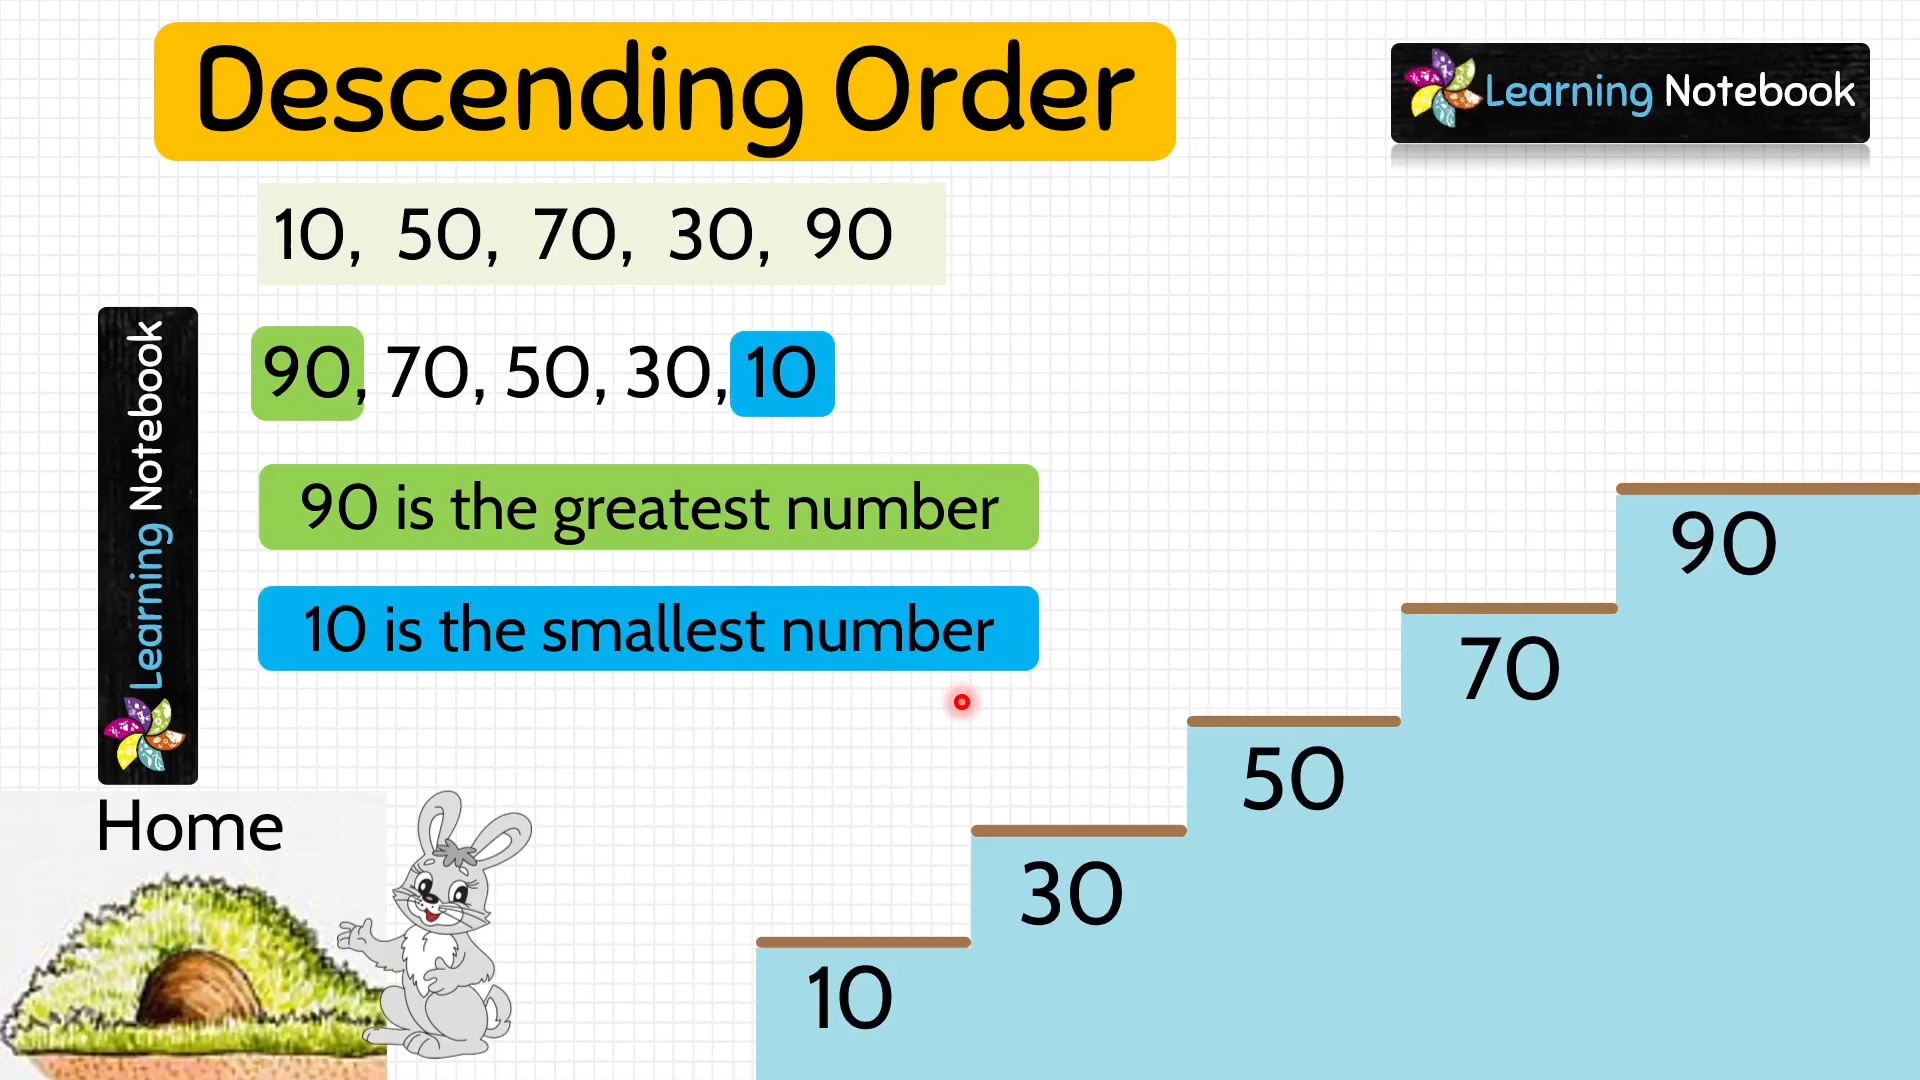 Descending Order
Learning Notebook
10, 50, 70, 30, 90
90, 70, 50, 30, 10
90 is the greatest number
10 is the smallest number
Learning Notebook
Home
90
70
50
30
10